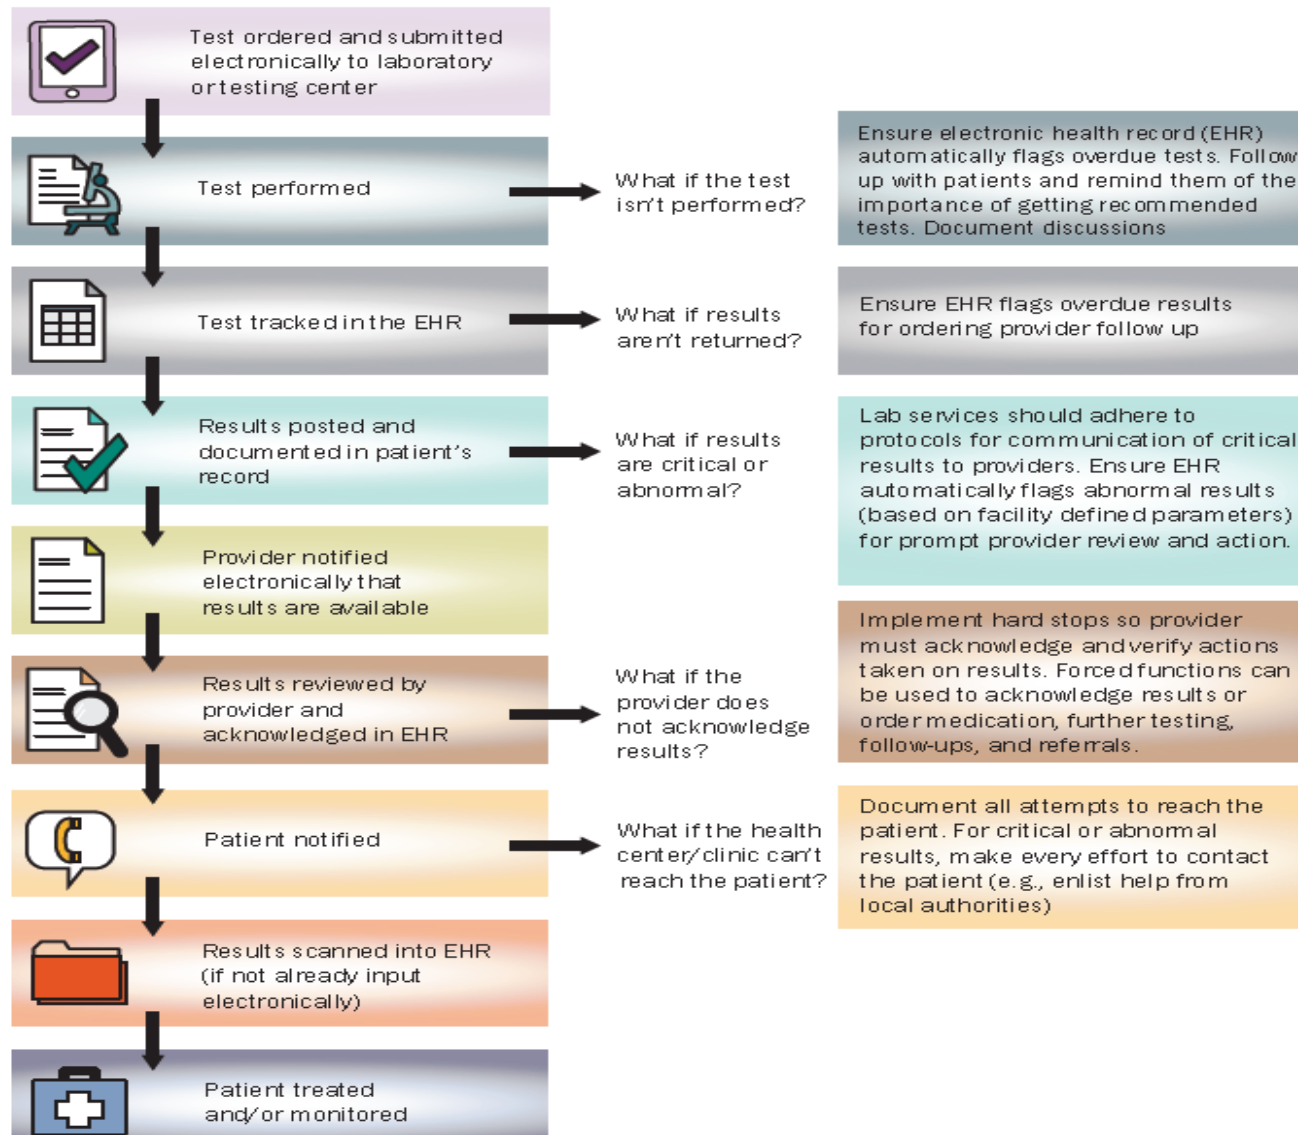 Test ordered and submitted
electronically to laboratory
or testing center
Test performed
What if the test
isn't performed?
Ensure electronic health record (EHR)
automatically flags overdue tests. Follow
up with patients and remind them of the
importance of getting recommended
tests. Document discussions
Test tracked in the EHR
What if results
aren't returned?
Ensure EHR flags overdue results
for ordering provider follow up
Results posted and
documented in patient's
record
What if results
are critical or
abnormal?
Lab services should adhere to
protocols for communication of critical
results to providers. Ensure EHR
automatically flags abnormal results
(based on facility defined parameters)
for prompt provider review and action.
Provider notified
electronically that
results are available
Results reviewed by
provider and
acknowledged in EHR
What if the
provider does
not acknowledge
results?
Implement hard stops so provider
must acknowledge and verify actions
taken on results. Forced functions can
be used to acknowledge results or
order medication, further testing,
follow-ups, and referrals.
Patient notified
What if the health
center/clinic can't
reach the patient?
Document all attempts to reach the
patient. For critical or abnormal
results, make every effort to contact
the patient (e.g., enlist help from
local authorities)
Results scanned into EHR
(if not already input
electronically)
Patient treated
and/or monitored